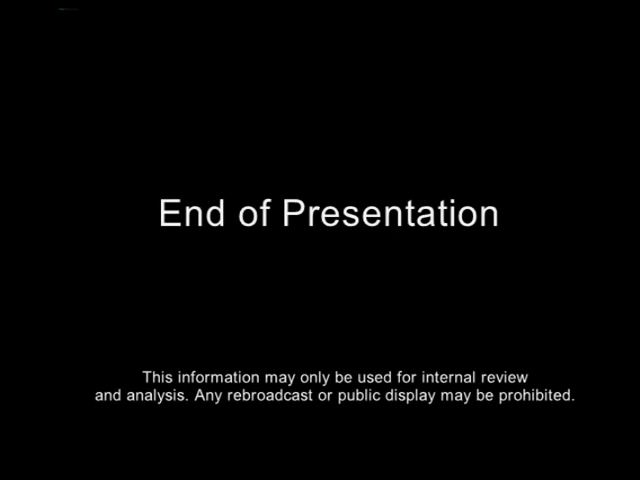 End of Presentation
This information may only be used for internal review
and analysis. Any rebroadcast or public display may be prohibited.